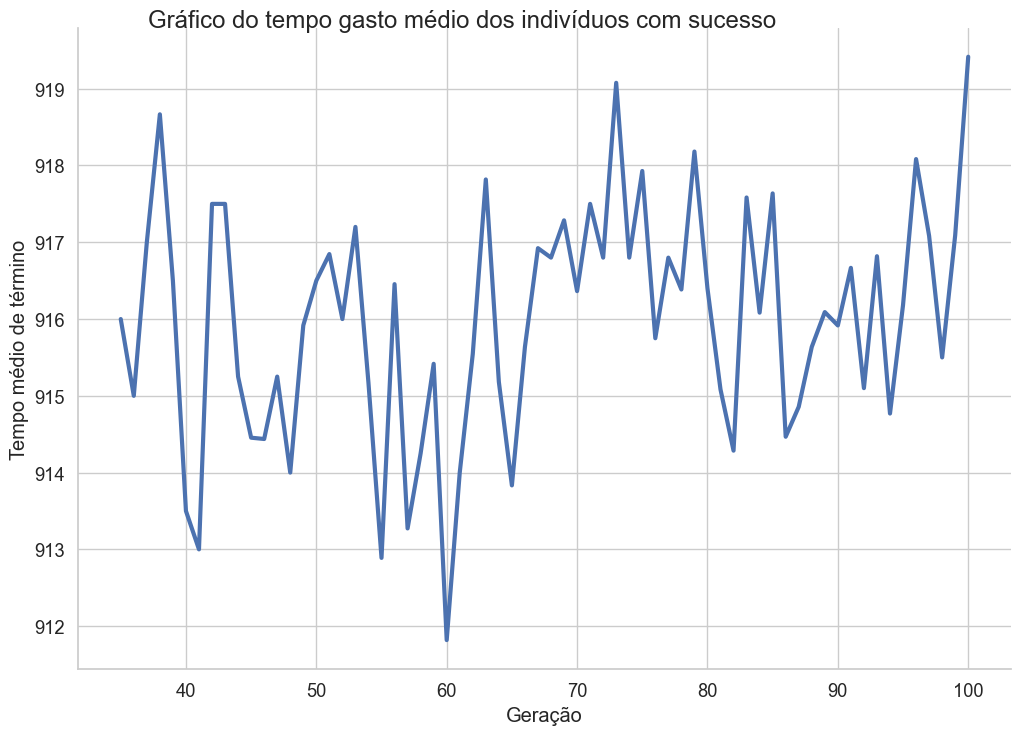 Gráfico do tempo gasto médio dos indivíduos com sucesso
Tempo médio de término
919
918
917
916
915
914
913
912
40 50 60 70 80 90 100
Geração